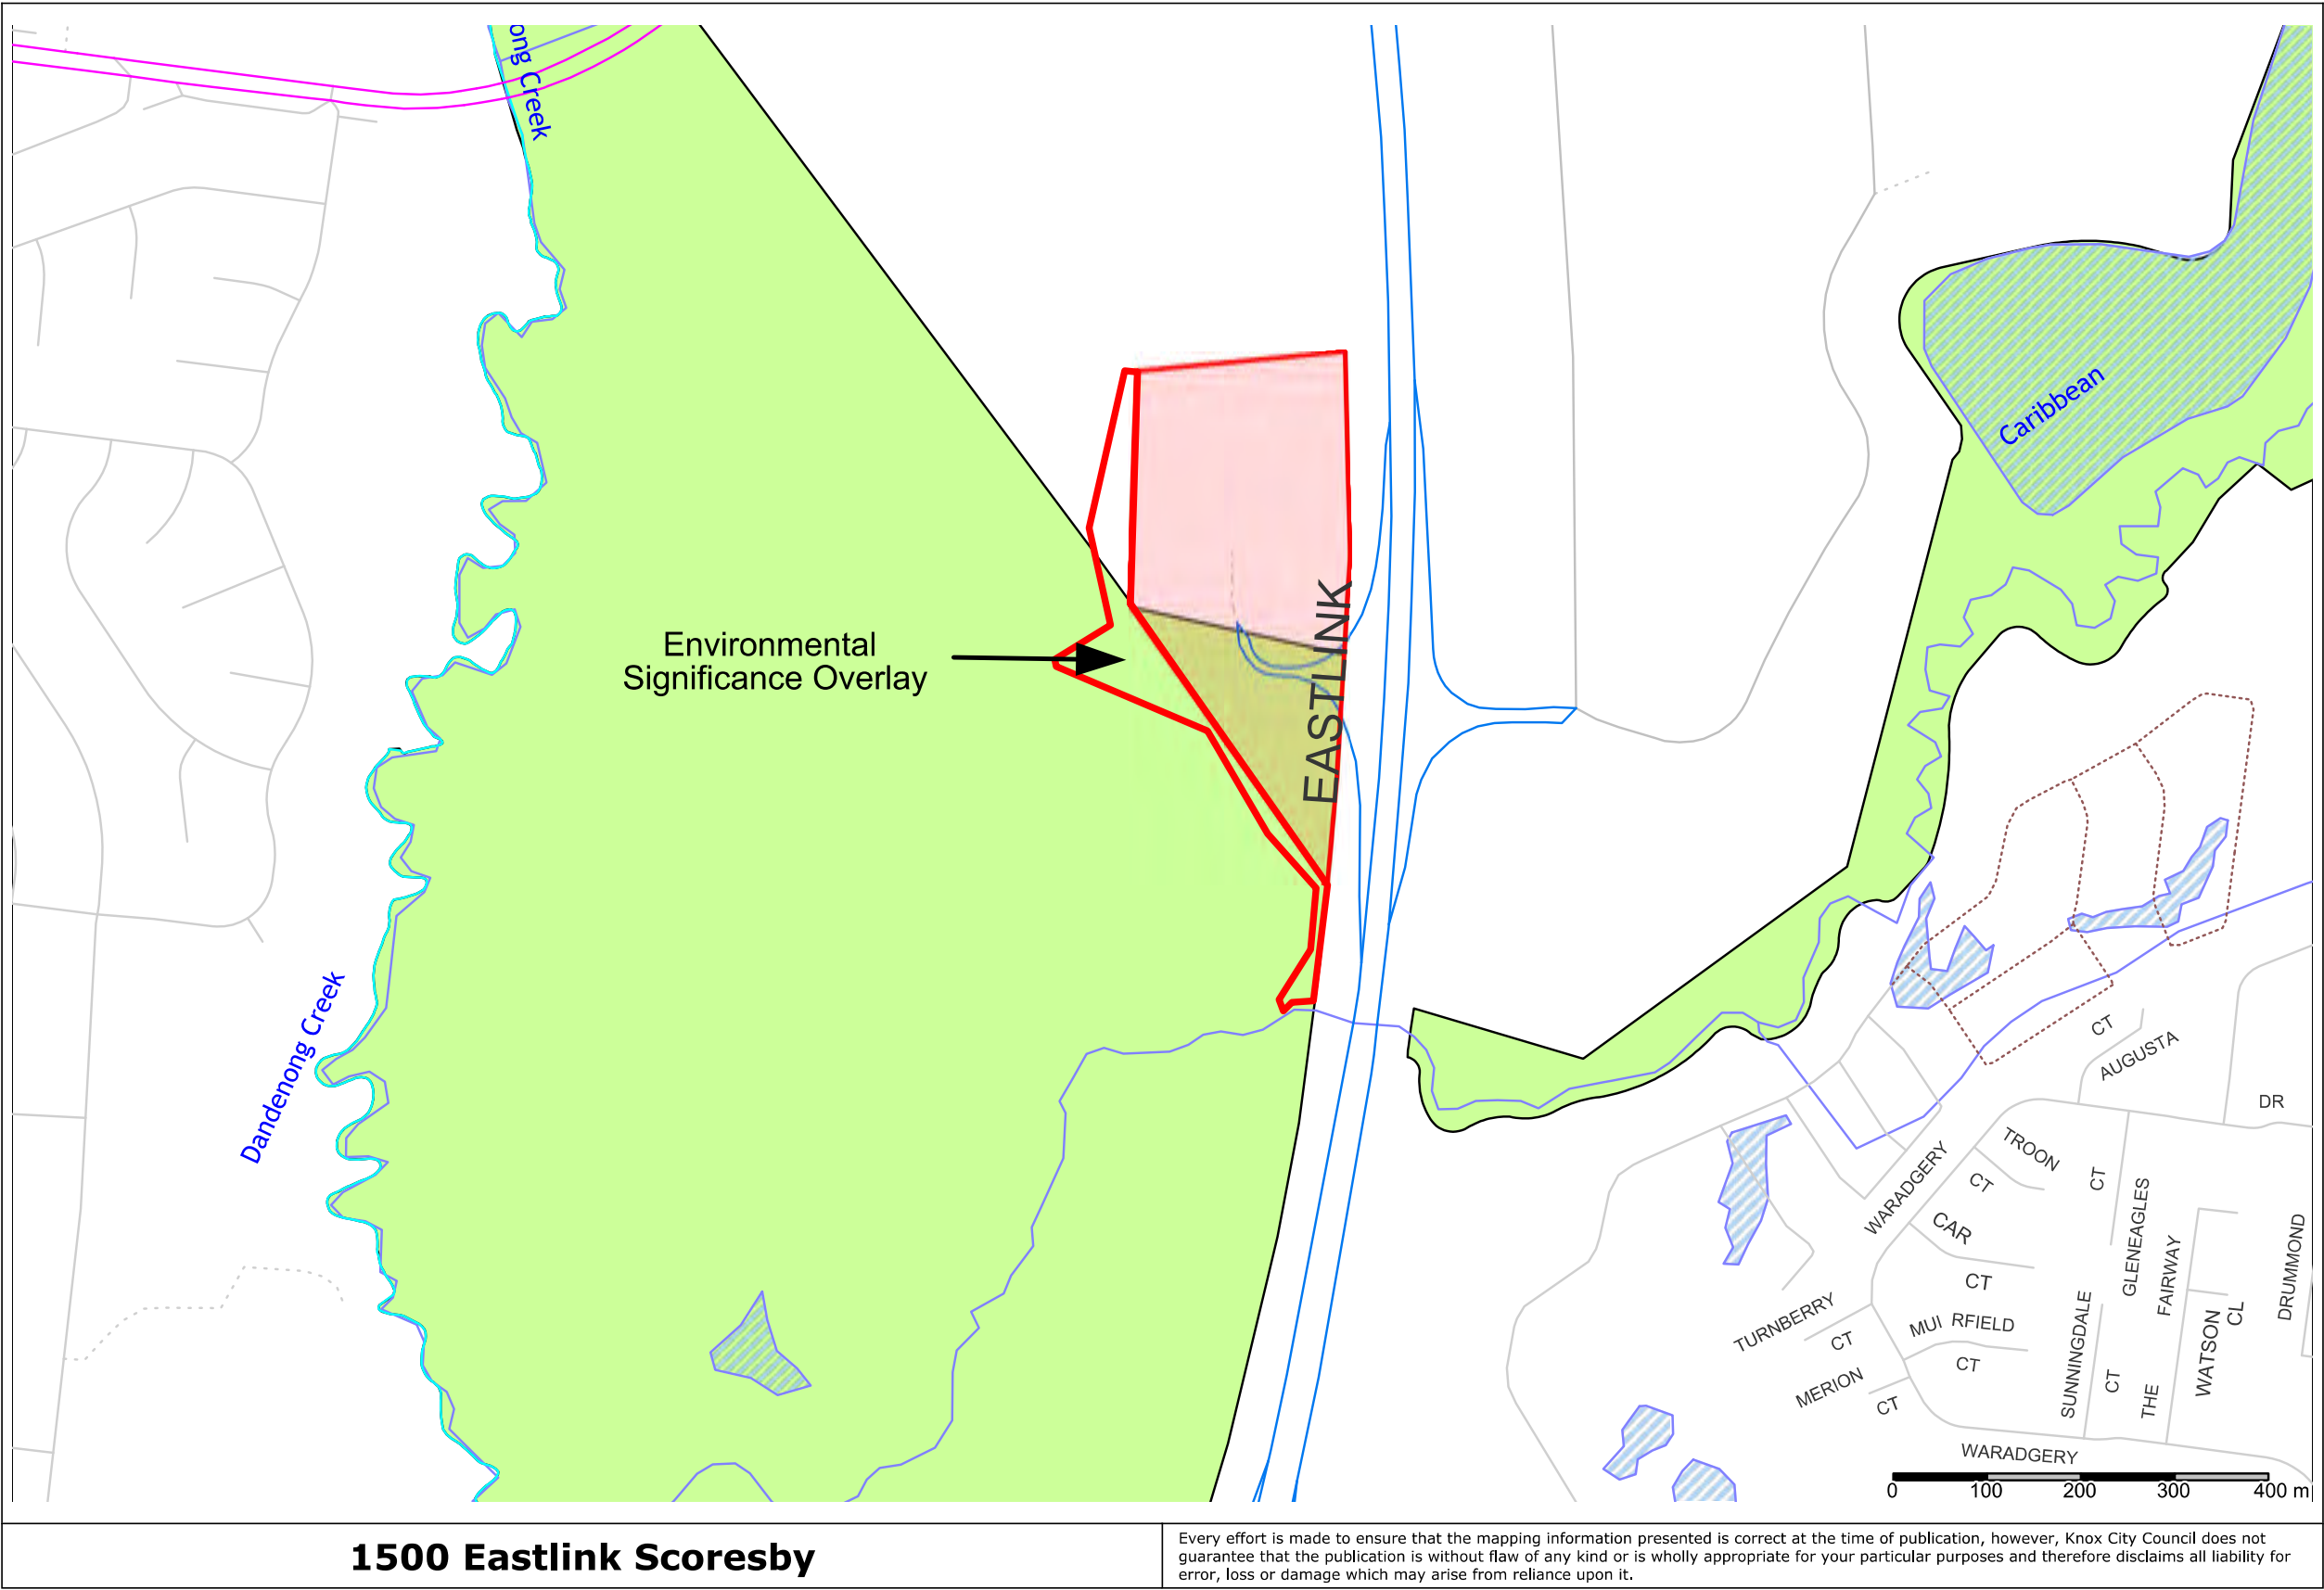 ong Creek
Caribbean
Environmental
Significance Overlay
EASTLINK
Dandenong Creek
CT
AUGUSTA
DR
TROON
CT
WARADGERY
CT
GLENEAGLES
CAR
CT
FAIRWAY
DRUMMOND
TURNBERRY
CT
MUI RFIELD
CT
SUNNINGDALE
CT
THE
WATSON
CL
MERION
CT
WARADGERY
0 100 200 300 400 m
1500 Eastlink Scoresby
Every effort is made to ensure that the mapping information presented is correct at the time of publication, however, Knox City Council does not
guarantee that the publication is without flaw of any kind or is wholly appropriate for your particular purposes and therefore disclaims all liability for
error, loss or damage which may arise from reliance upon it.